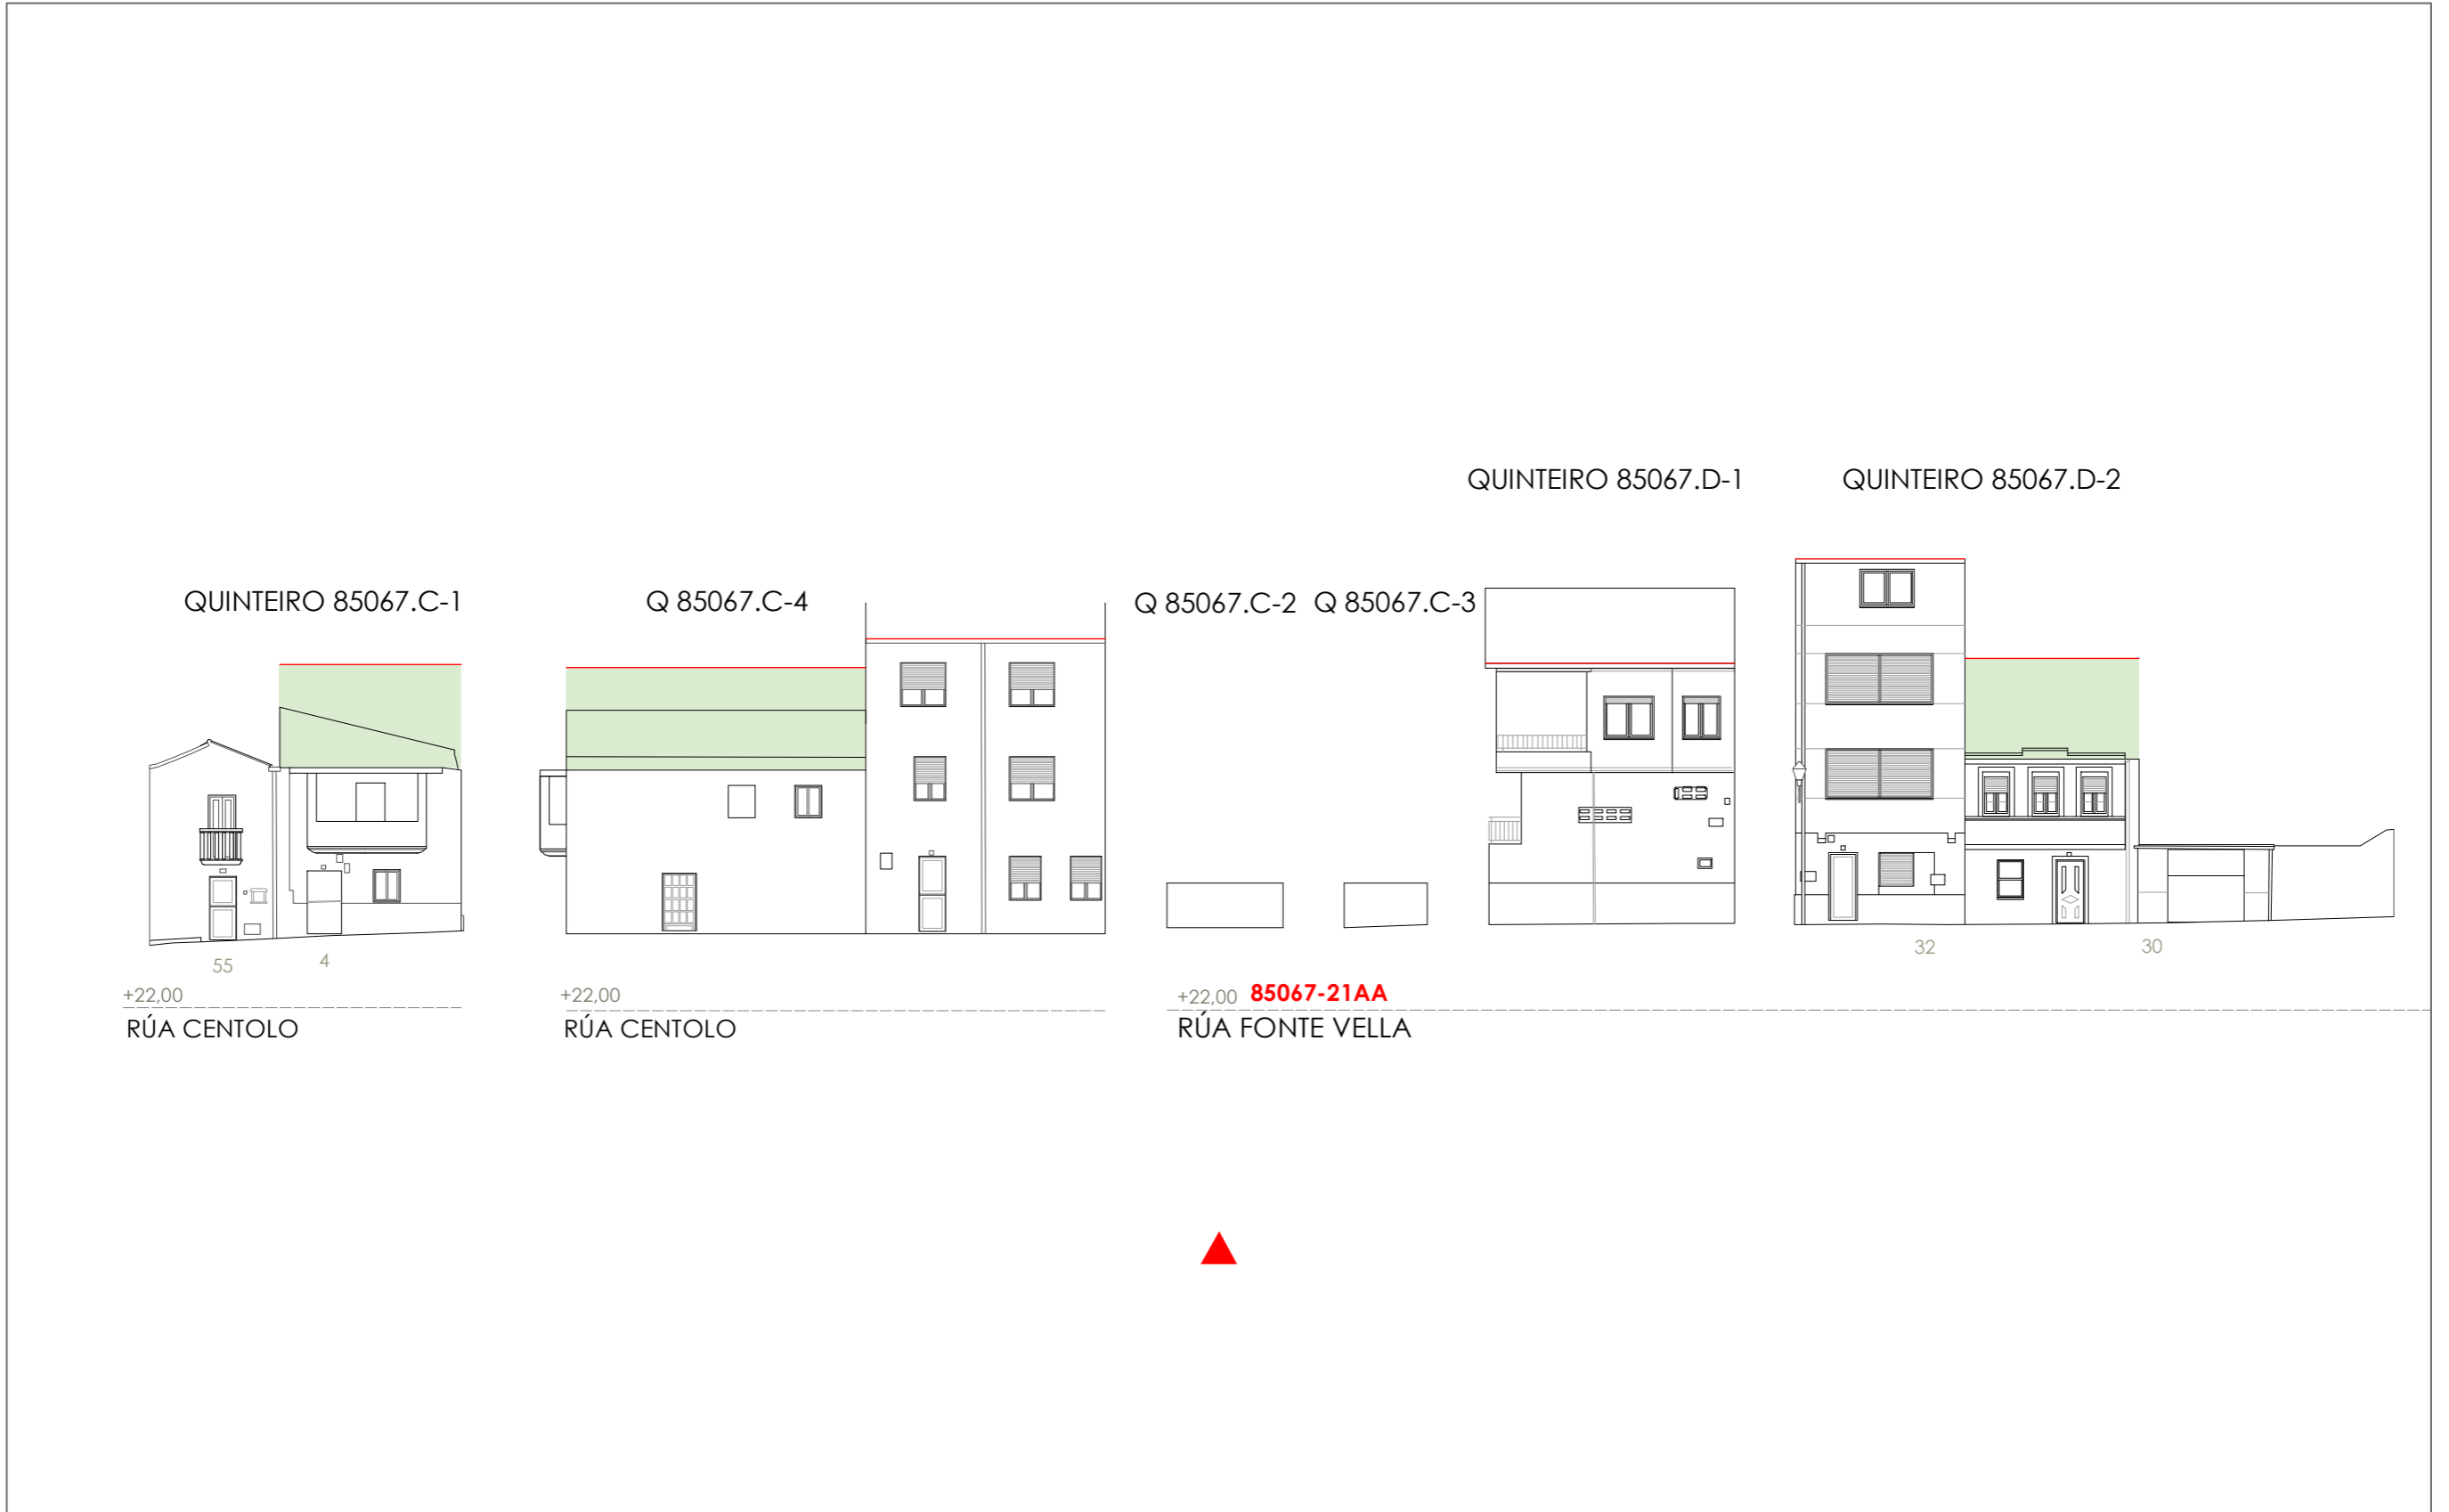 QUINTEIRO 85067.D-1
QUINTEIRO 85067.D-2
QUINTEIRO 85067.C-1
Q 85067.C-4
Q 85067.C-2
Q 85067.C-3
55
4
32
30
+22,00
+22,00
+22,00 85067-21AA
RÚA CENTOLO
RÚA CENTOLO
RÚA FONTE VELLA